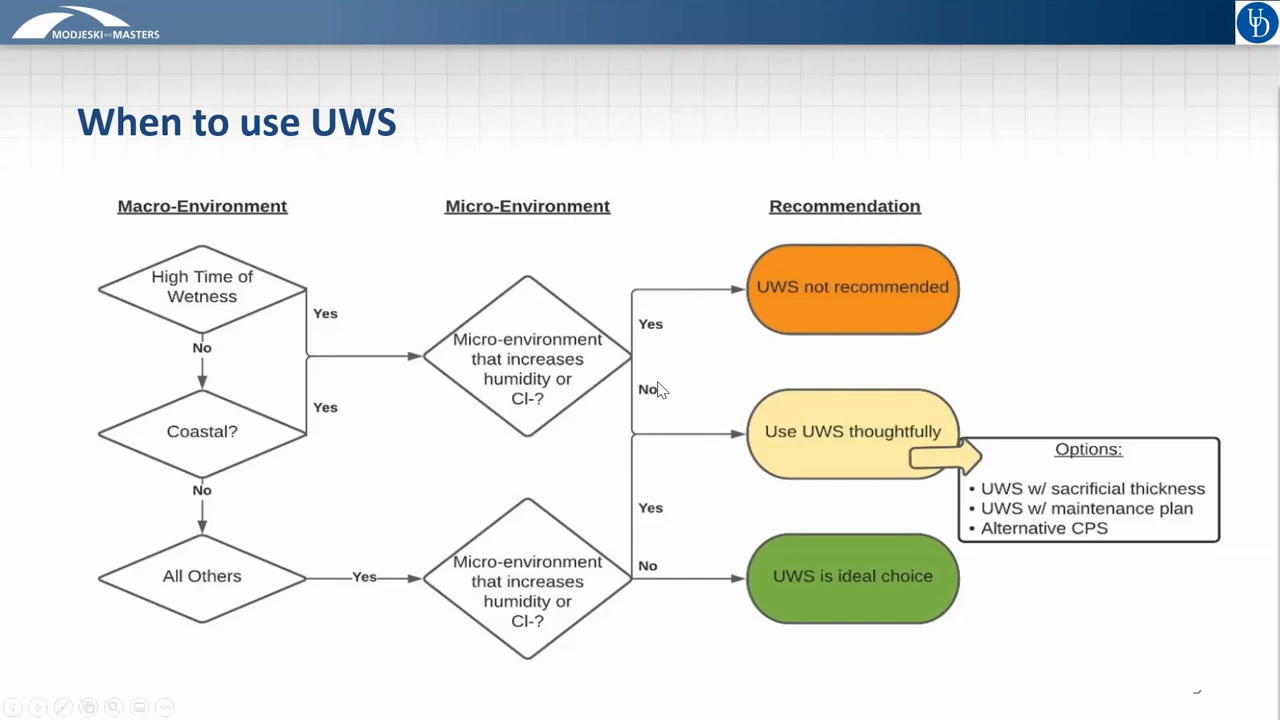 MODJESKI and MASTERS
UD
When to use UWS
Macro-Environment
Micro-Environment
Recommendation
High Time of
Wetness
Yes
No
Coastal?
Yes
No
All Others
Yes
Micro-environment
that increases
humidity or
Cl-?
Yes
No
Micro-environment
that increases
humidity or
Cl-?
Yes
No
UWS not recommended
Use UWS thoughtfully
Options:
• UWS w/ sacrificial thickness
• UWS w/ maintenance plan
• Alternative CPS
UWS is ideal choice